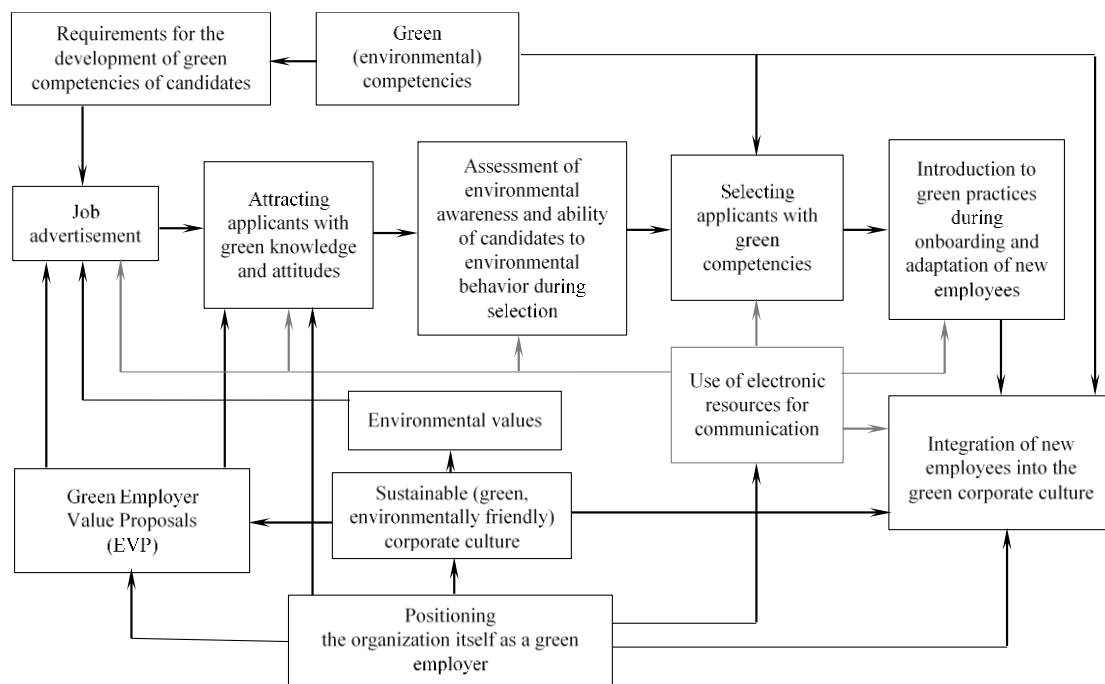 Requirements for the
development of green
competencies of candidates
Green
(environmental)
competencies
Job
advertisement
Attracting
applicants with
green knowledge
and attitudes
Assessment of
environmental
awareness and ability
of candidates to
environmental
behavior during
selection
Selecting
applicants with
green
competencies
Introduction to
green practices
during
onboarding and
adaptation of new
employees
Use of electronic
resources for
communication
Environmental values
Integration of new
employees into the
green corporate culture
Green Employer
Value Proposals
(EVP)
Sustainable (green,
environmentally friendly)
corporate culture
Positioning
the organization itself as a green
employer